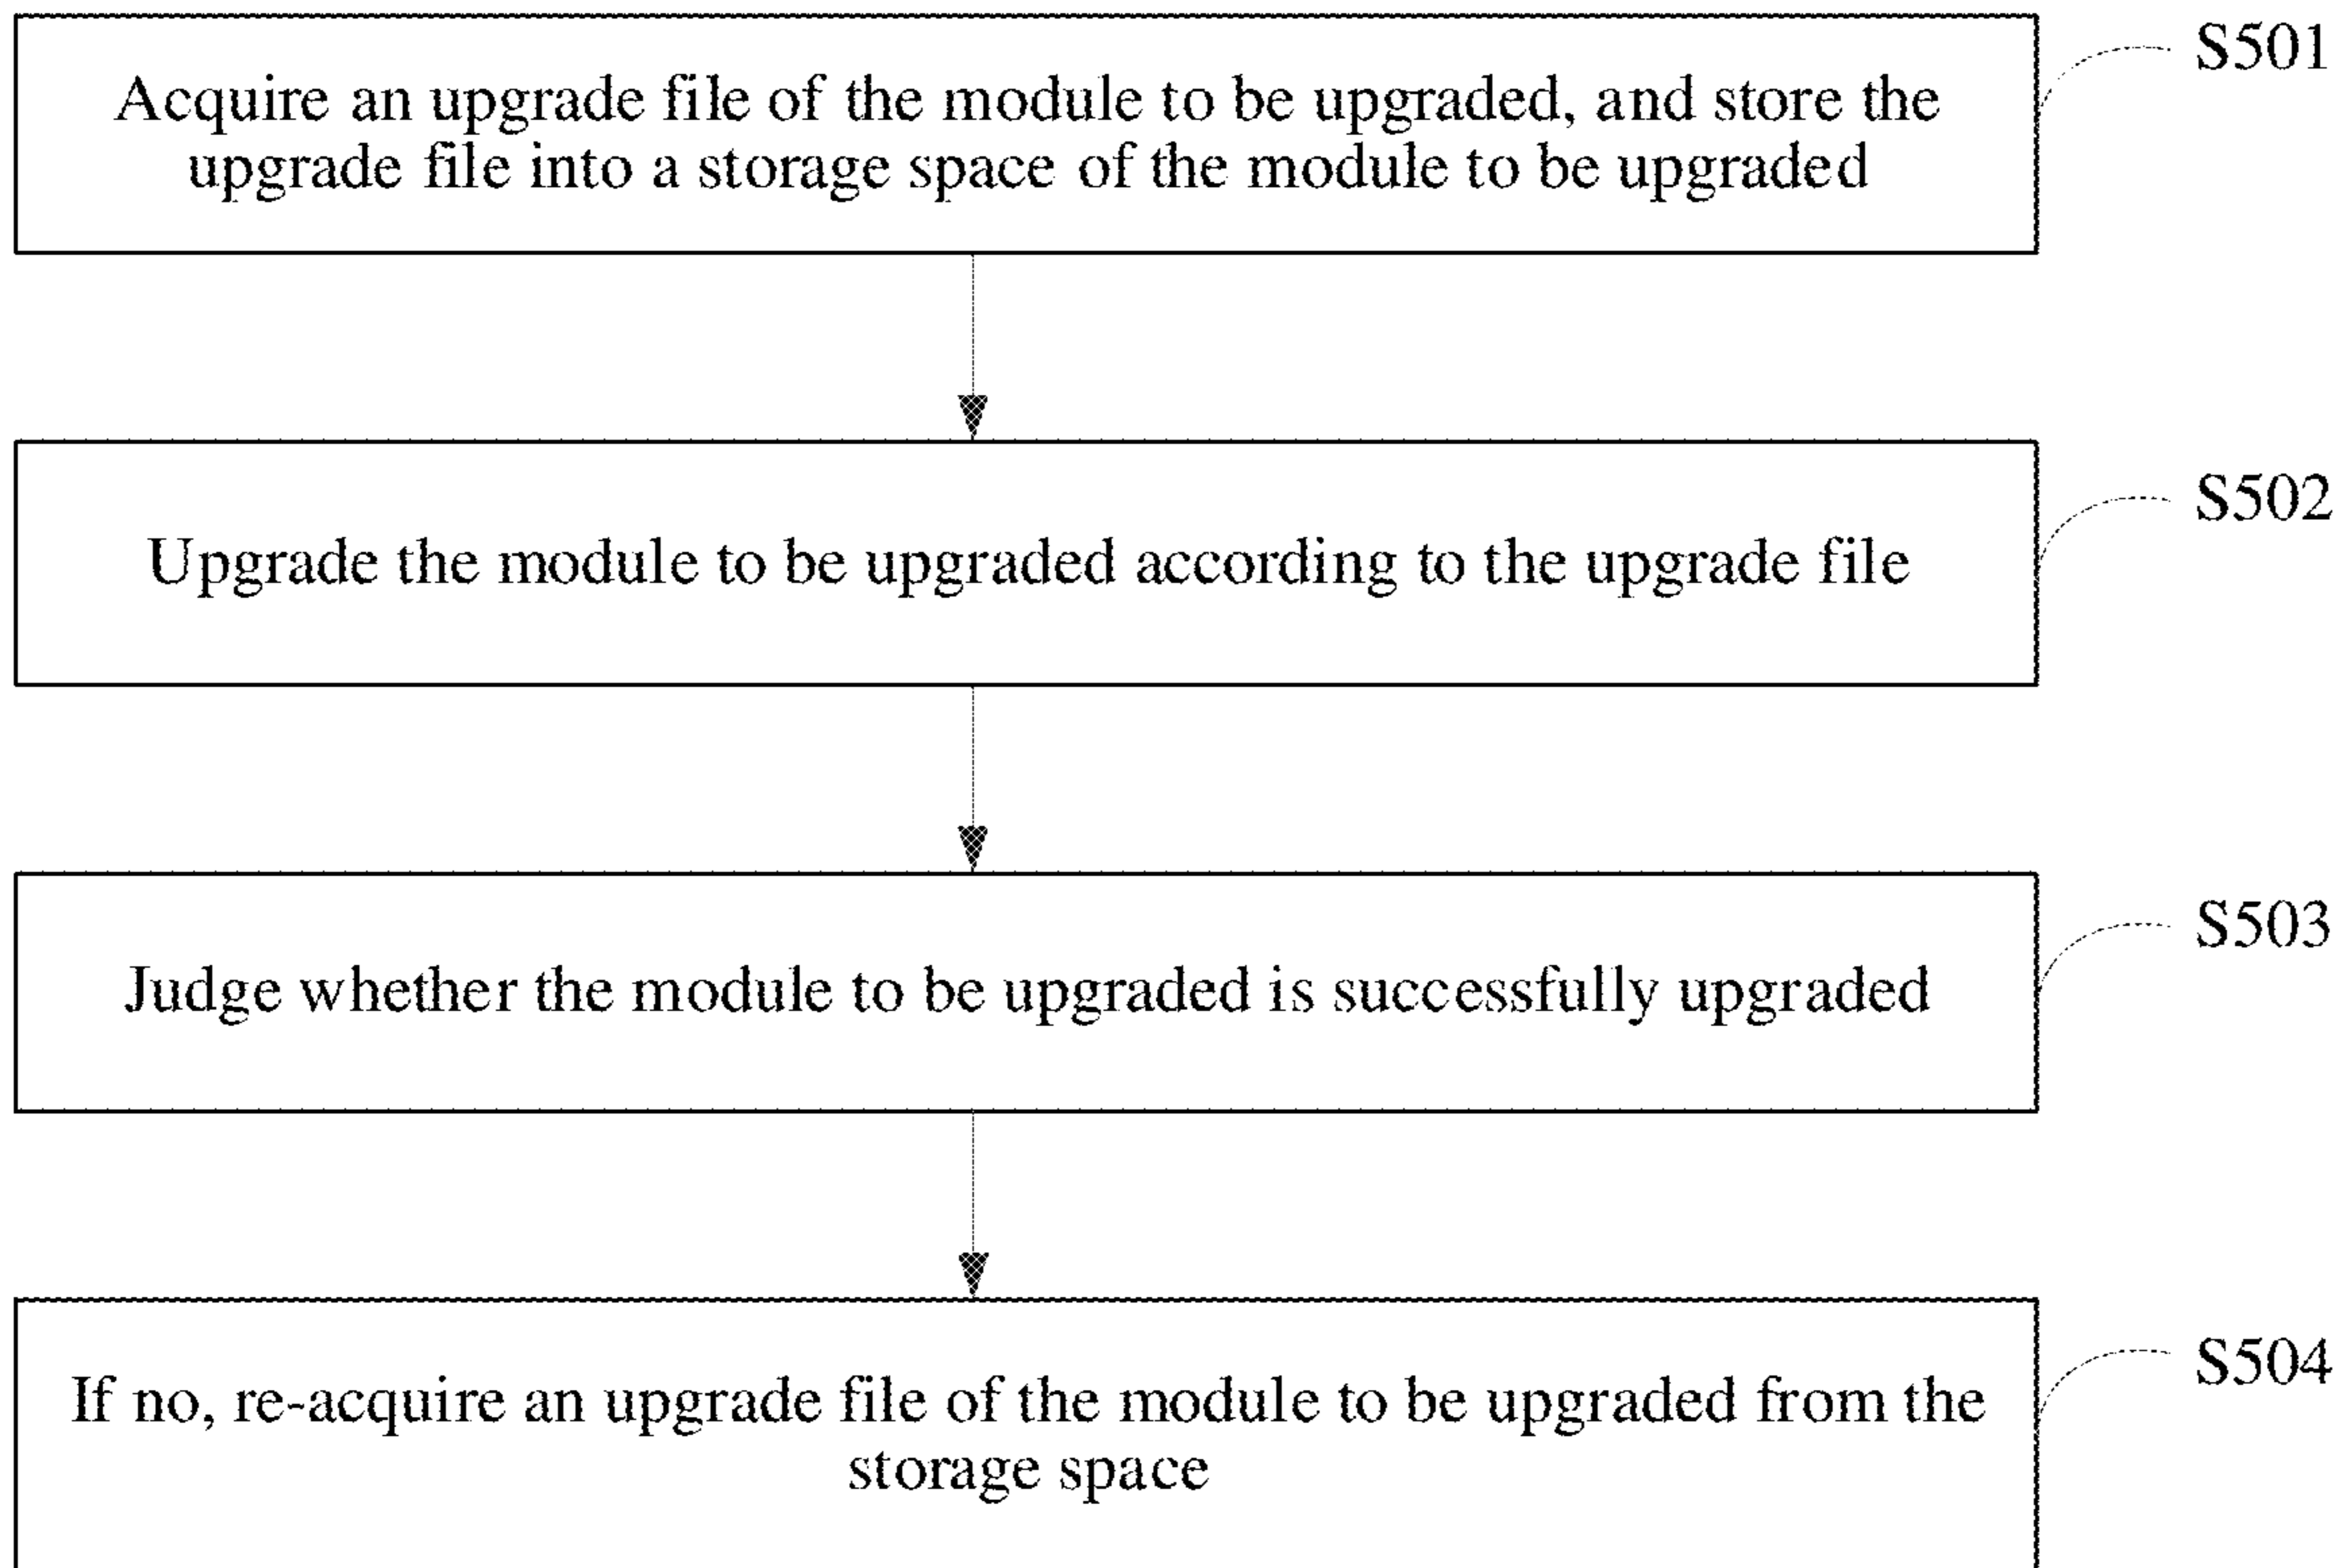 Acquire an upgrade file of the module to be upgraded, and store the
upgrade file into a storage space of the module to be upgraded
S501
Upgrade the module to be upgraded according to the upgrade file
S502
Judge whether the module to be upgraded is successfully upgraded
S503
If no, re-acquire an upgrade file of the module to be upgraded from the
storage space
S504